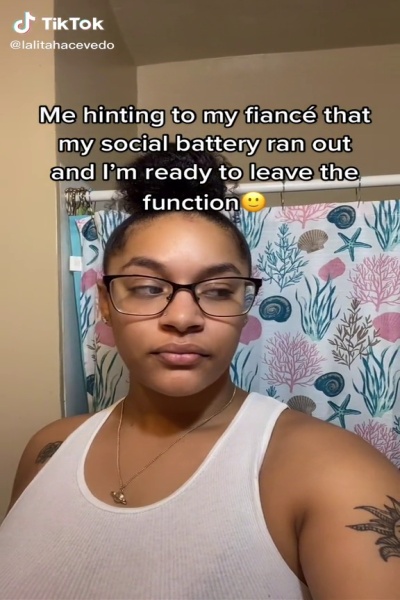 TikTok
@lalitahacevedo
Me hinting to my fiancé that
my social battery ran out
and I'm ready to leave the
function🙂